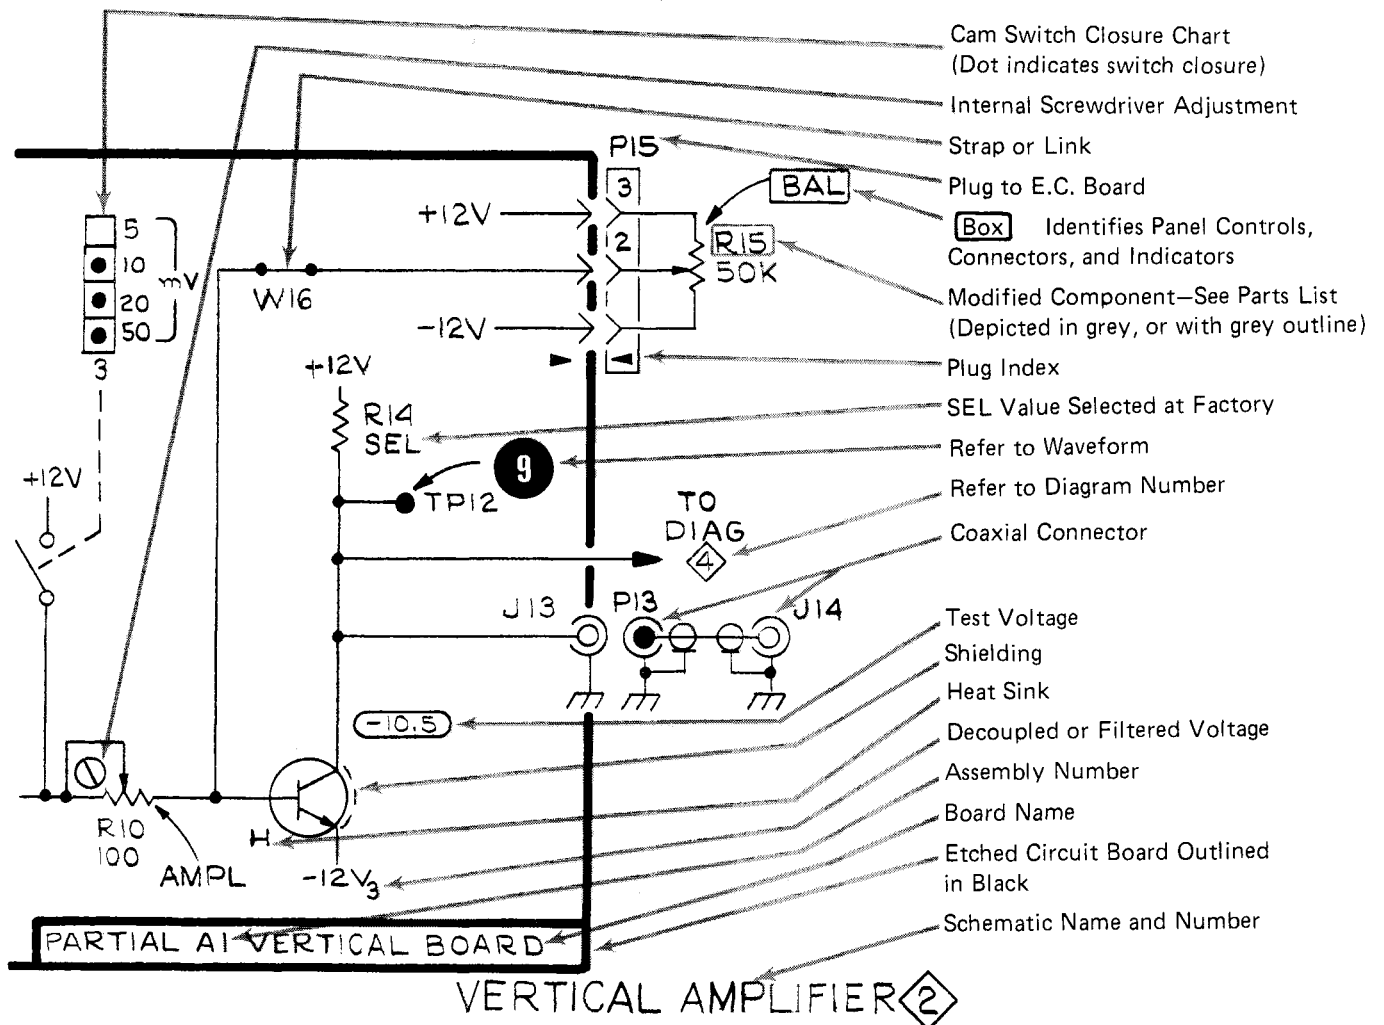 Cam Switch Closure Chart
(Dot indicates switch closure)
Internal Screwdriver Adjustment
Strap or Link
Plug to E.C. Board
Box Identifies Panel Controls,
Connectors, and Indicators
Modified Component—See Parts List
(Depicted in grey, or with grey outline)
Plug Index
SEL Value Selected at Factory
Refer to Waveform
Refer to Diagram Number
Coaxial Connector
Test Voltage
Shielding
Heat Sink
Decoupled or Filtered Voltage
Assembly Number
Board Name
Etched Circuit Board Outlined
in Black
Schematic Name and Number
P15
3
2
BAL
R15
50K
+12V
-12V
5
10
20
50
mV
3
W16
+12V
R14
SEL
9
TP12
TO
DIAG
4
+12V
J13
P13
J14
-10.5
R10
100
AMPL
H
-12V3
PARTIAL A1 VERTICAL BOARD
VERTICAL AMPLIFIER 2